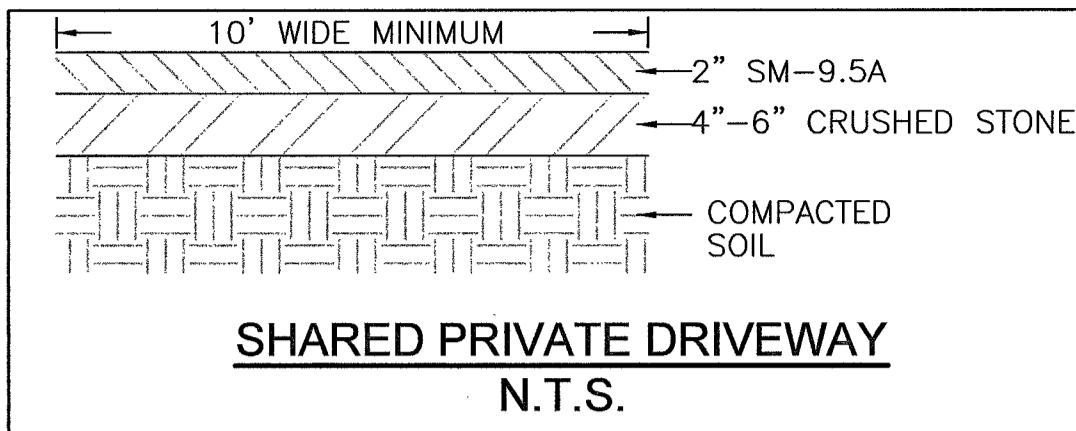 10' WIDE MINIMUM
2" SM-9.5A
4"-6" CRUSHED STONE
COMPACTED
SOIL
SHARED PRIVATE DRIVEWAY
N.T.S.